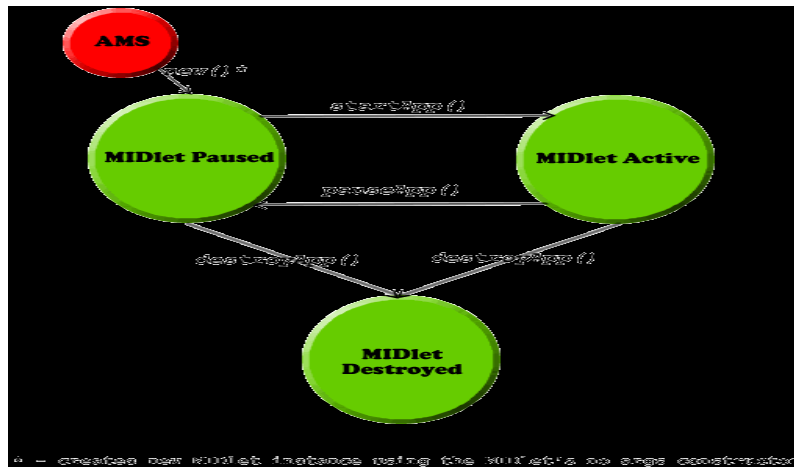 AMS
new()*
startApp()
MIDlet Paused
MIDlet Active
pauseApp()
destroyApp()
destroyApp()
MIDlet
Destroyed
* - creates new MIDlet instance using the MIDlet's no args constructo